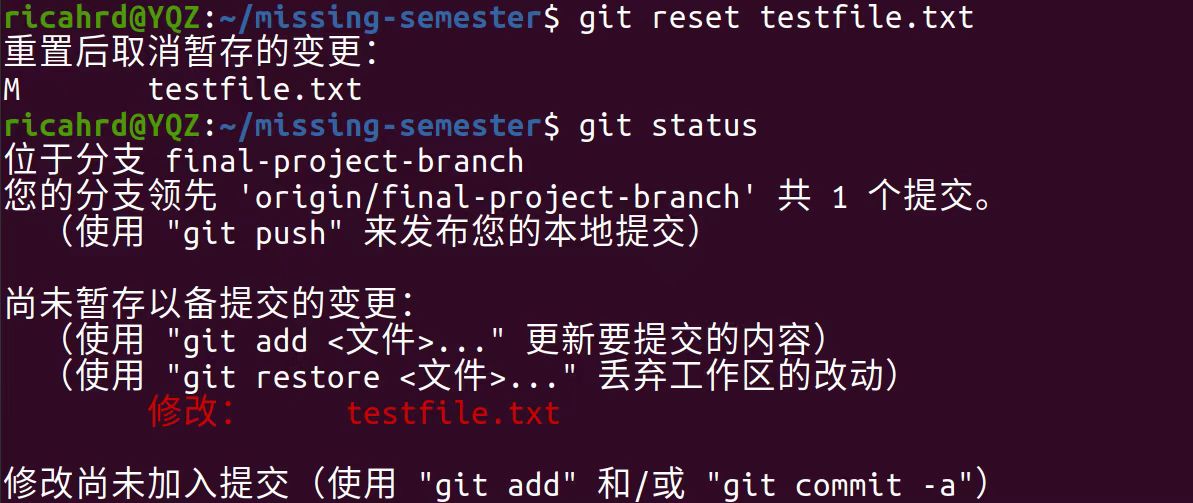 ricahrd@YQZ:~/missing-semester$ git reset testfile.txt
重置后取消暂存的变更：
M	testfile.txt
ricahrd@YQZ:~/missing-semester$ git status
位于分支 final-project-branch
您的分支领先 'origin/final-project-branch' 共 1 个提交。
  （使用 "git push" 来发布您的本地提交）
尚未暂存以备提交的变更：
  （使用 "git add <文件>..." 更新要提交的内容）
  （使用 "git restore <文件>..." 丢弃工作区的改动）
	修改：     testfile.txt
修改尚未加入提交（使用 "git add" 和/或 "git commit -a"）